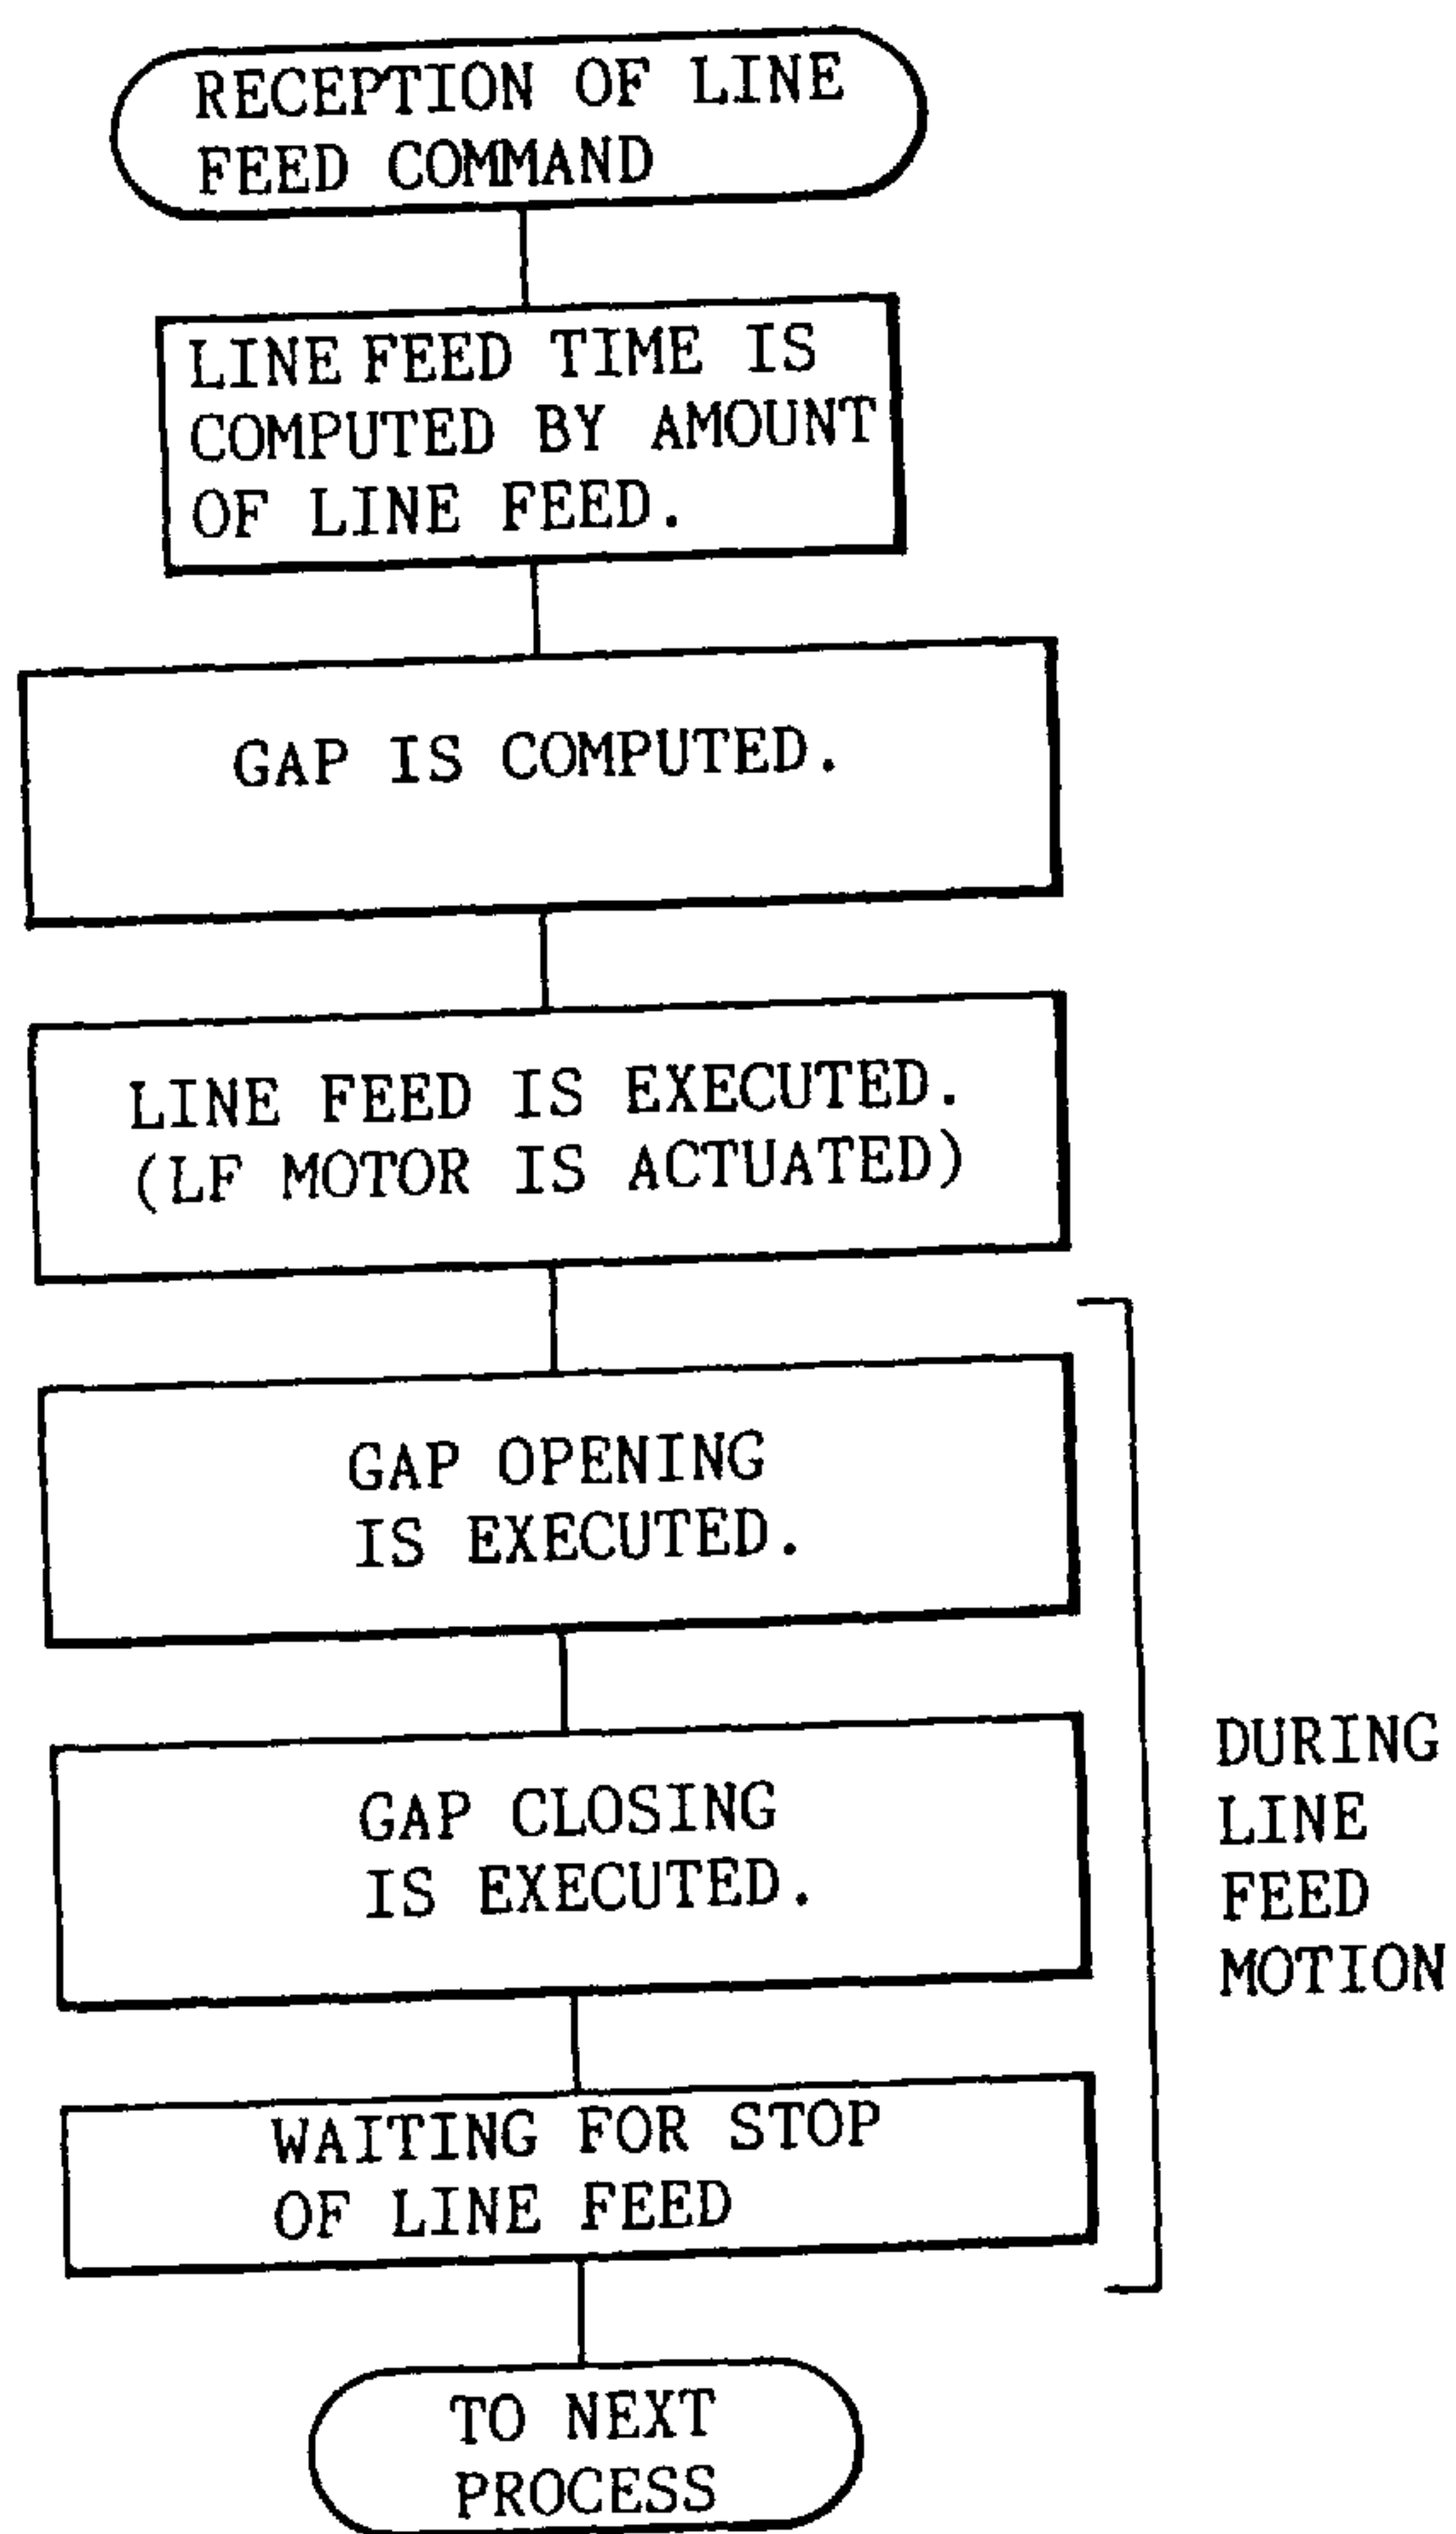 RECEPTION OF LINE
FEED COMMAND
LINE FEED TIME IS
COMPUTED BY AMOUNT
OF LINE FEED.
GAP IS COMPUTED.
LINE FEED IS EXECUTED.
(LF MOTOR IS ACTUATED)
GAP OPENING
IS EXECUTED.
GAP CLOSING
IS EXECUTED.
DURING
LINE
FEED
MOTION
WAITING FOR STOP
OF LINE FEED
TO NEXT
PROCESS